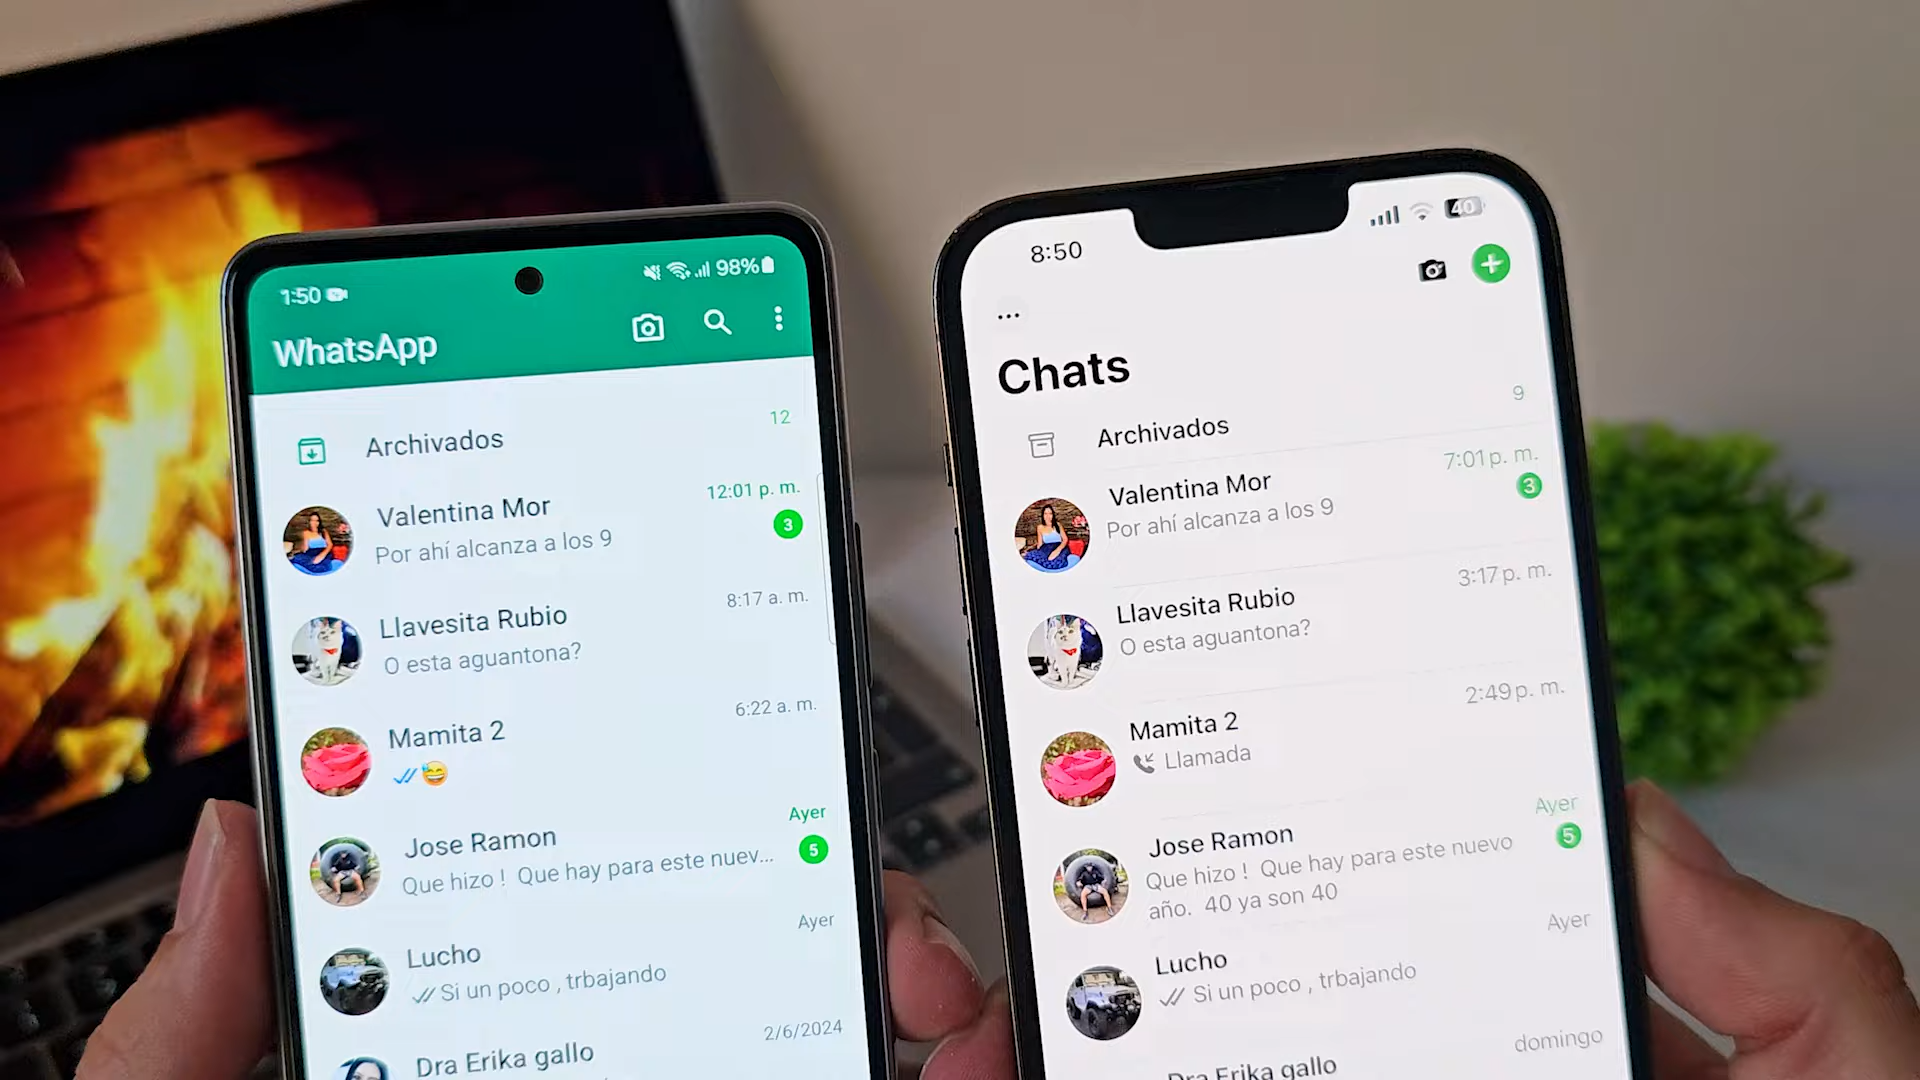 1:50
98%
WhatsApp
Archivados
12
Valentina Mor
12:01 p. m.
Por ahí alcanza a los 9
3
Llavesita Rubio
8:17 a. m.
O esta aguantona?
Mamita 2
6:22 a. m.
Jose Ramon
Ayer
Que hizo ! Que hay para este nuev...
5
Lucho
Ayer
Si un poco , trbajando
Dra Erika gallo
2/6/2024
8:50
40
...
Chats
Archivados
9
Valentina Mor
7:01 p. m.
Por ahí alcanza a los 9
3
Llavesita Rubio
3:17 p. m.
O esta aguantona?
Mamita 2
2:49 p. m.
Llamada
Jose Ramon
Ayer
Que hizo ! Que hay para este nuevo
año. 40 ya son 40
5
Lucho
Ayer
Si un poco , trbajando
Dra Erika gallo
domingo